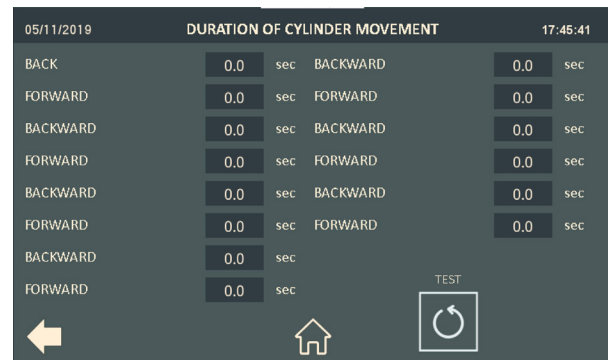 05/11/2019 DURATION OF CYLINDER MOVEMENT 17:45:41
BACK 0.0 sec BACKWARD 0.0 sec
FORWARD 0.0 sec FORWARD 0.0 sec
BACKWARD 0.0 sec BACKWARD 0.0 sec
FORWARD 0.0 sec FORWARD 0.0 sec
BACKWARD 0.0 sec BACKWARD 0.0 sec
FORWARD 0.0 sec FORWARD 0.0 sec
BACKWARD 0.0 sec
FORWARD 0.0 sec
TEST